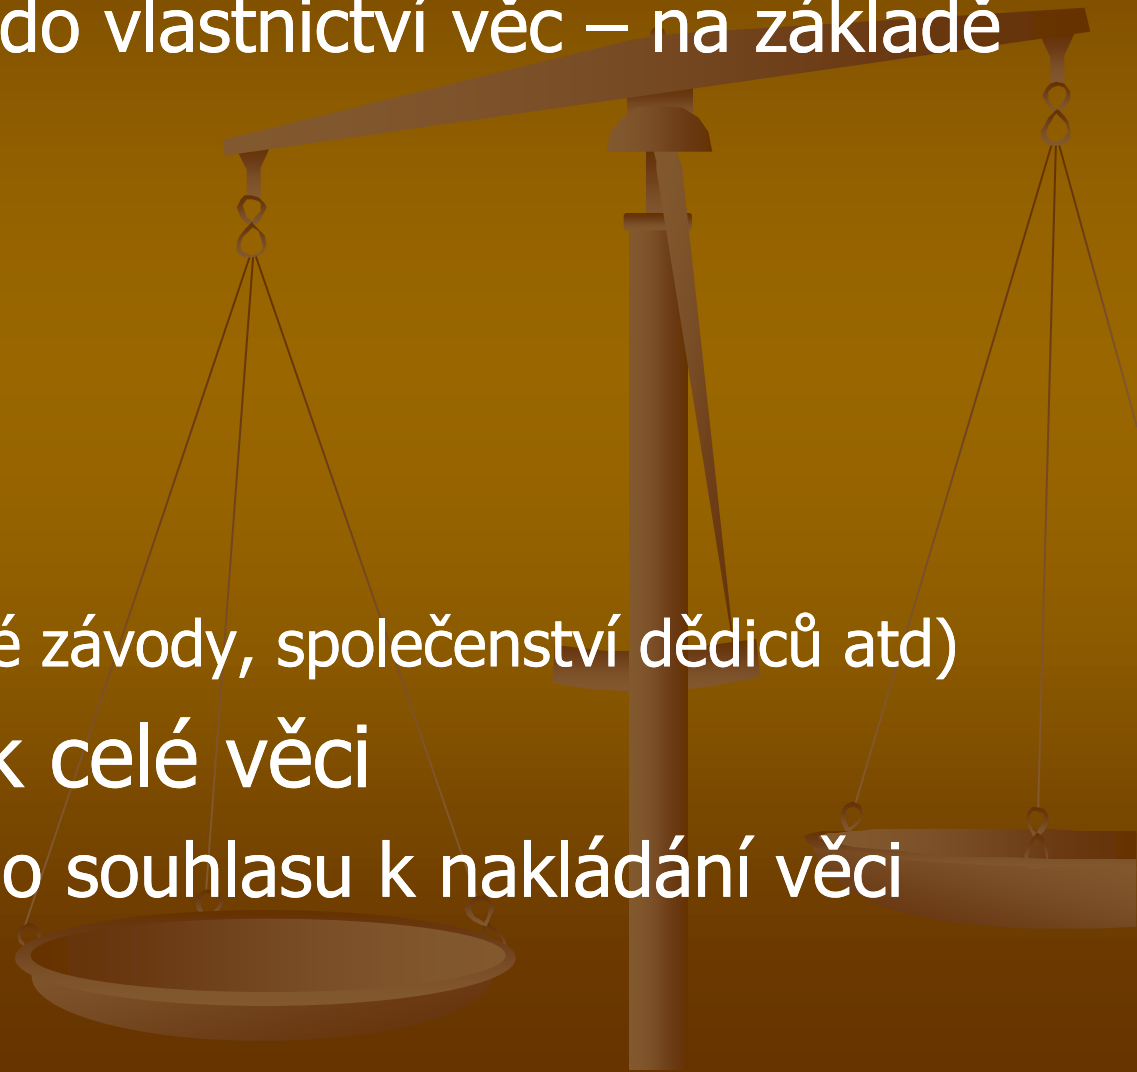 do vlastnictví věc – na základě
é závody, společenství dědiců atd)
k celé věci
o souhlasu k nakládání věci